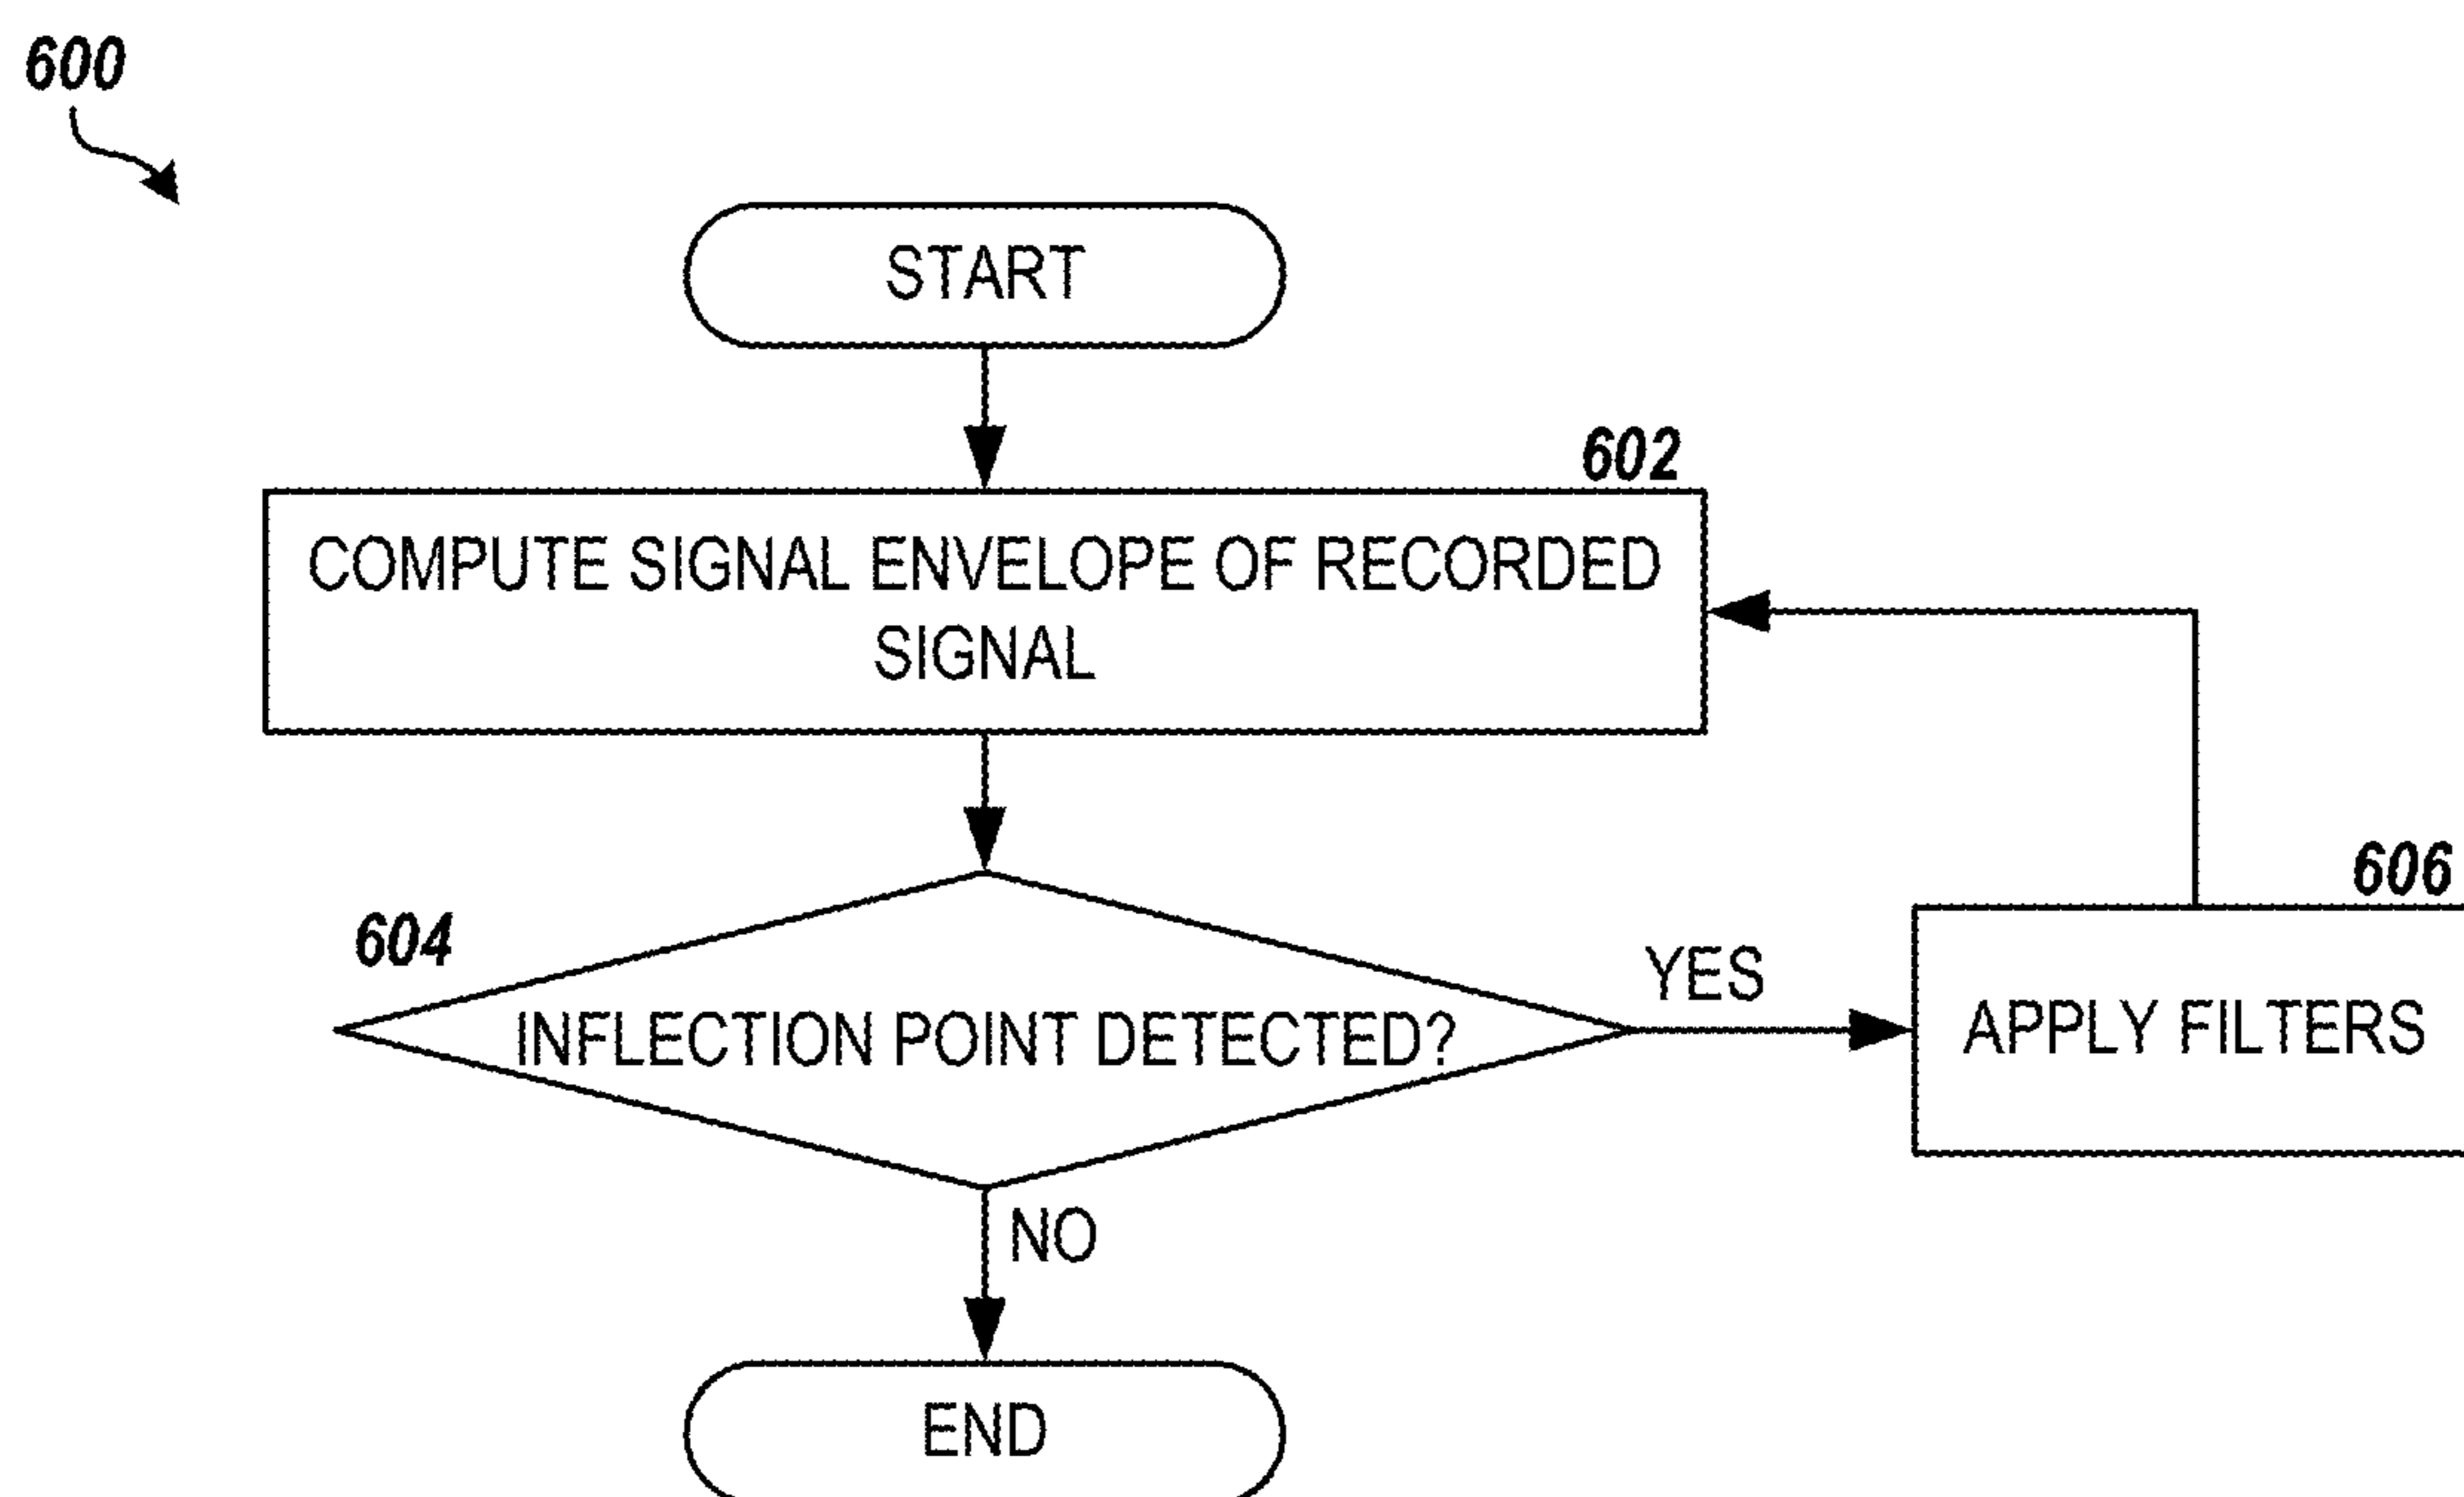 600
START
602
COMPUTE SIGNAL ENVELOPE OF RECORDED
SIGNAL
604
INFLECTION POINT DETECTED?
YES
606
APPLY FILTERS
NO
END